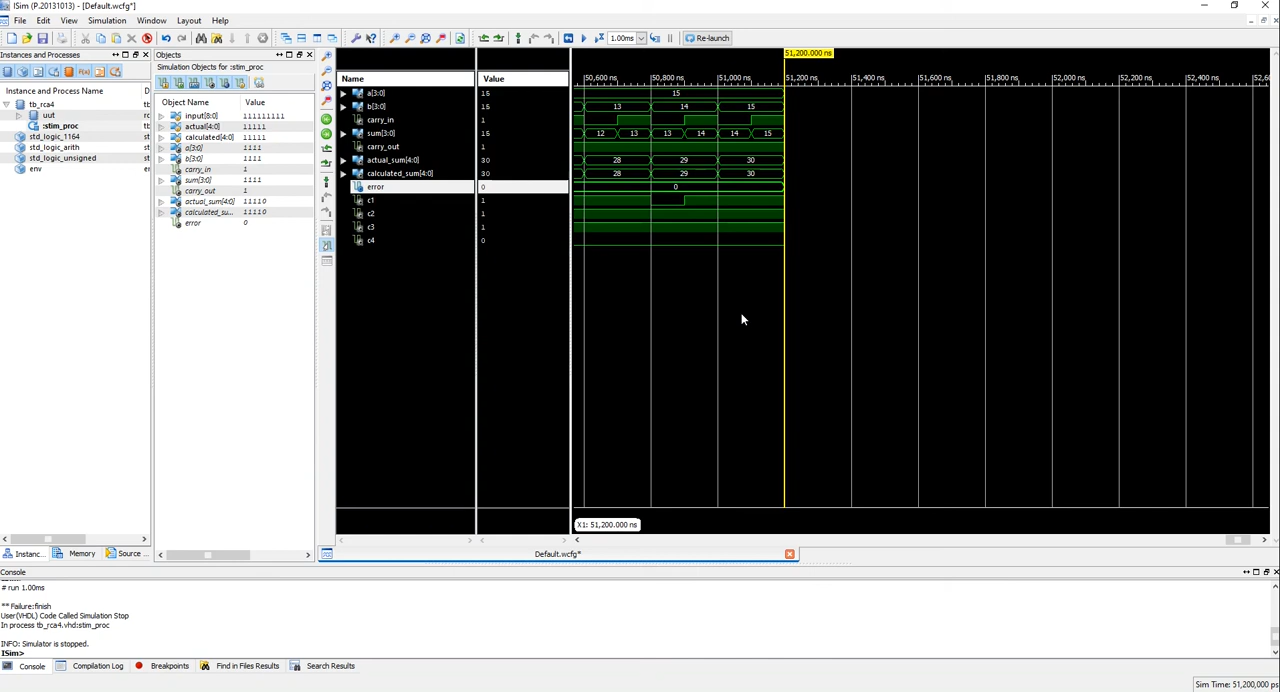 ISim (P.20131013) - [Default.wcfg*]
File Edit View Simulation Window Layout Help
1.00ms Re-launch
Instances and Processes
Instance and Process Name
tb_rca4
uut
:stim_proc
std_logic_1164
std_logic_arith
std_logic_unsigned
env
Instanc... Memory Source ...
Objects
Simulation Objects for :stim_proc
Object Name Value
input[8:0] 111111111
actual[4:0] 11111
calculated[4:0] 11111
a[3:0] 1111
b[3:0] 1111
carry_in 1
sum[3:0] 1111
carry_out 1
actual_sum[4:0] 11110
calculated_su... 11110
error 0
Name Value
a[3:0] 15
b[3:0] 15
carry_in 1
sum[3:0] 15
carry_out 1
actual_sum[4:0] 30
calculated_sum[4:0] 30
error 0
c1 1
c2 1
c3 1
c4 0
51,200.000 ns
50,600 ns 50,800 ns 51,000 ns 51,200 ns 51,400 ns 51,600 ns 51,800 ns 52,000 ns 52,200 ns 52,400 ns
15
13 14 15
12 13 13 14 14 15
28 29 30
28 29 30
0
X1: 51,200.000 ns
Default.wcfg*
Console
# run 1.00ms
** Failure:finish
User(VHDL) Code Called Simulation Stop
In process tb_rca4.vhd:stim_proc
INFO: Simulator is stopped.
ISim>
Console Compilation Log Breakpoints Find in Files Results Search Results
Sim Time: 51,200,000 ps